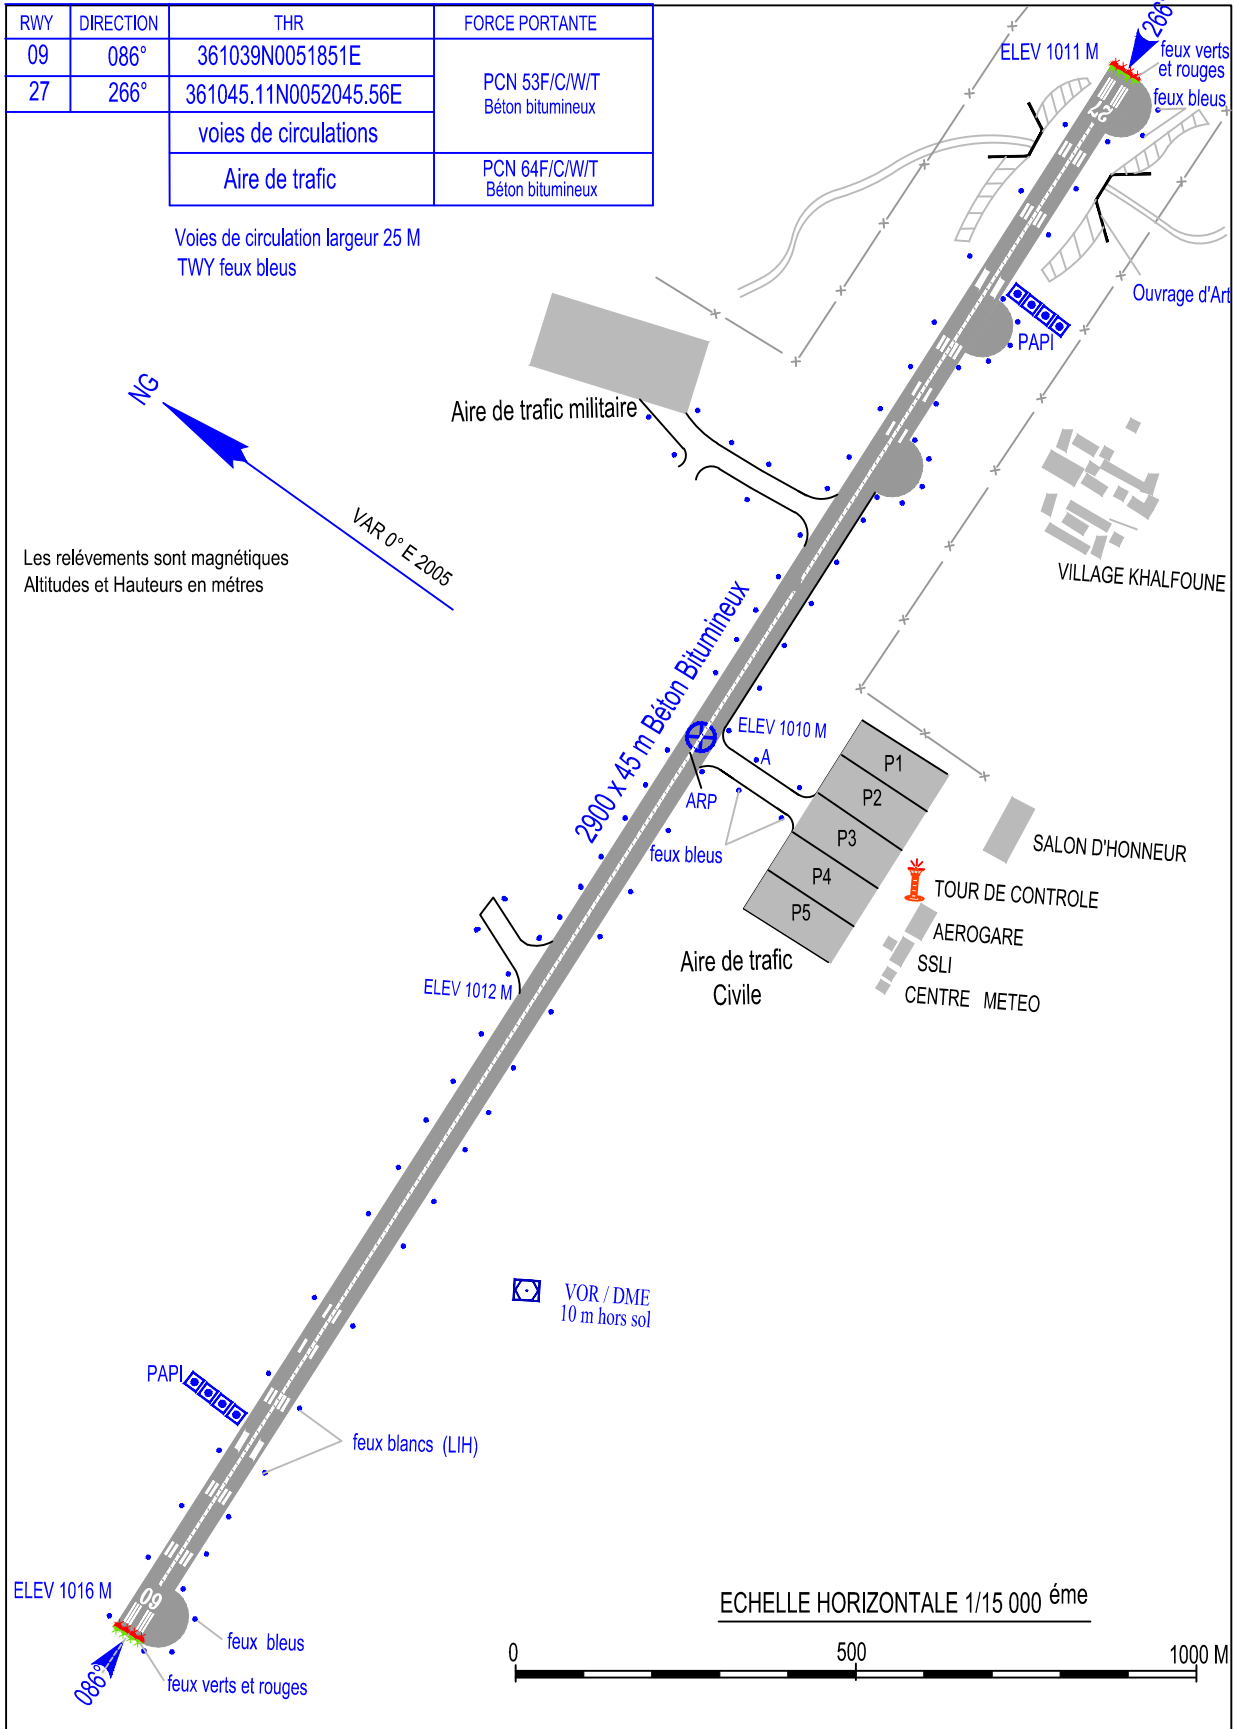 RWY DIRECTION THR FORCE PORTANTE
09 086° 361039N0051851E
27 266° 361045.11N0052045.56E
PCN 53F/C/W/T
Béton bitumineux
voies de circulations
Aire de trafic
PCN 64F/C/W/T
Béton bitumineux
Voies de circulation largeur 25 M
TWY feux bleus
266°
ELEV 1011 M
feux verts
et rouges
feux bleus
27
Ouvrage d'Art
PAPI
NG
VAR 0° E 2005
Aire de trafic militaire
Les relévements sont magnétiques
Altitudes et Hauteurs en métres
VILLAGE KHALFOUNE
2900 x 45 m Béton Bitumineux
ELEV 1010 M
A
ARP
feux bleus
P1
P2
P3
P4
P5
SALON D'HONNEUR
TOUR DE CONTROLE
AEROGARE
SSLI
CENTRE METEO
Aire de trafic
Civile
ELEV 1012 M
VOR / DME
10 m hors sol
PAPI
feux blancs (LIH)
ELEV 1016 M
09
feux bleus
feux verts et rouges
086°
ECHELLE HORIZONTALE 1/15 000 éme
0 500 1000 M